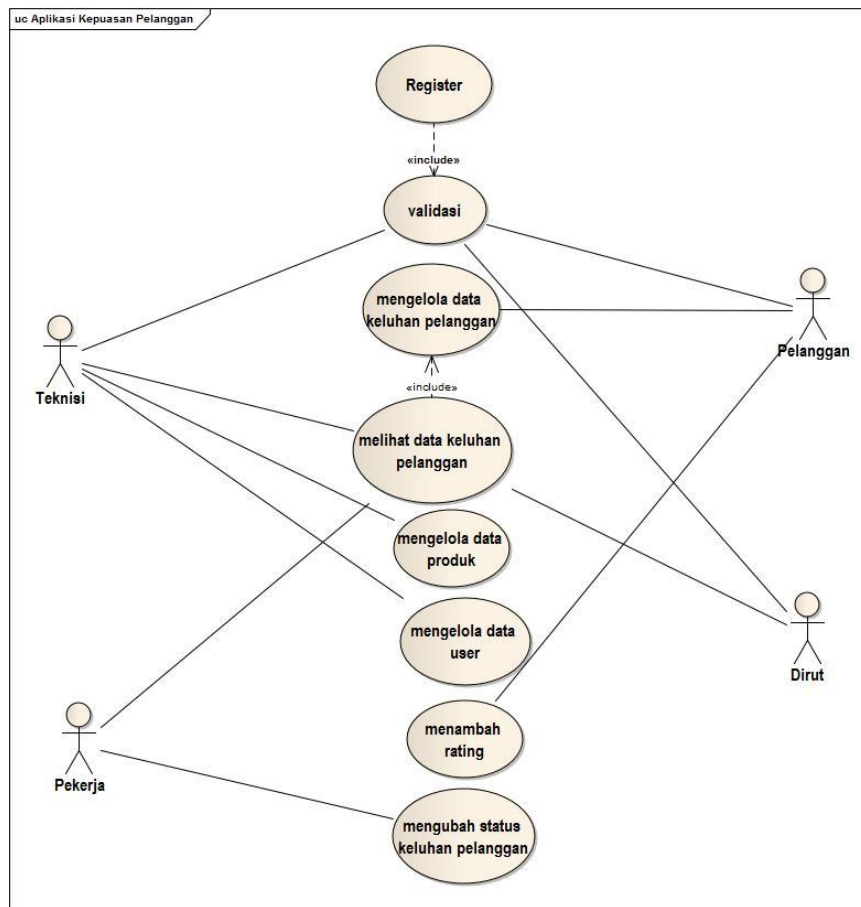 uc Aplikasi Kepuasan Pelanggan
Register
«include»
validasi
mengelola data
keluhan pelanggan
Pelanggan
Teknisi
«include»
melihat data keluhan
pelanggan
mengelola data
produk
mengelola data
user
Dirut
menambah
rating
Pekerja
mengubah status
keluhan pelanggan